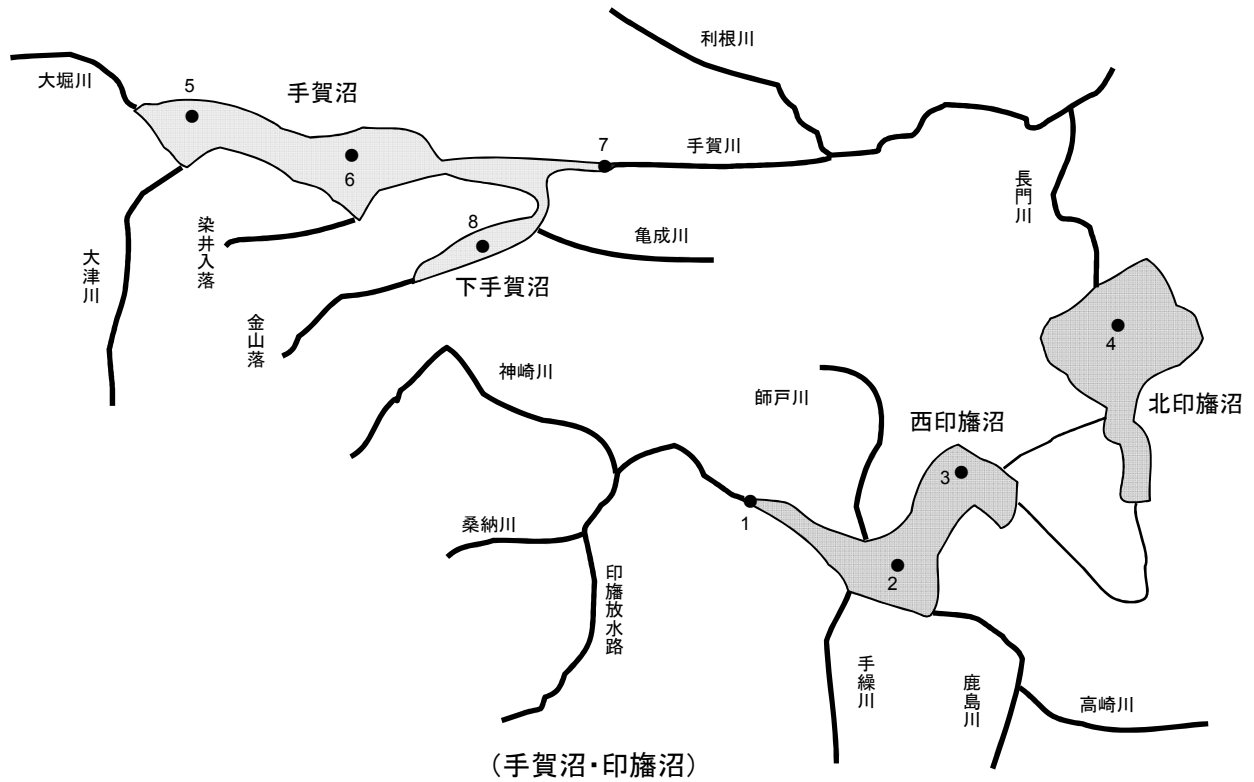 利根川
大堀川
5
手賀沼
7
手賀川
6
長門川
染井入落
8
亀成川
大津川
下手賀沼
金山落
4
神崎川
師戸川
北印旛沼
西印旛沼
3
1
桑納川
2
印旛放水路
手繰川
鹿島川
高崎川
(手賀沼・印旛沼)